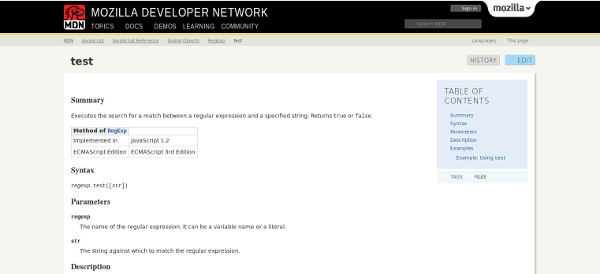 Sign in
mozilla
MDN
MOZILLA DEVELOPER NETWORK
TOPICS DOCS DEMOS LEARNING COMMUNITY
Search MDN
MDN JavaScript JavaScript Reference Global Objects RegExp test
Languages This page
test
HISTORY EDIT
Summary
Executes the search for a match between a regular expression and a specified string. Returns true or false.
Method of RegExp
Implemented in JavaScript 1.2
ECMAScript Edition ECMAScript 3rd Edition
Syntax
regexp.test([str])
Parameters
regexp
The name of the regular expression. It can be a variable name or a literal.
str
The string against which to match the regular expression.
Description
TABLE OF
CONTENTS
Summary
Syntax
Parameters
Description
Examples
Example: Using test
TAGS FILES